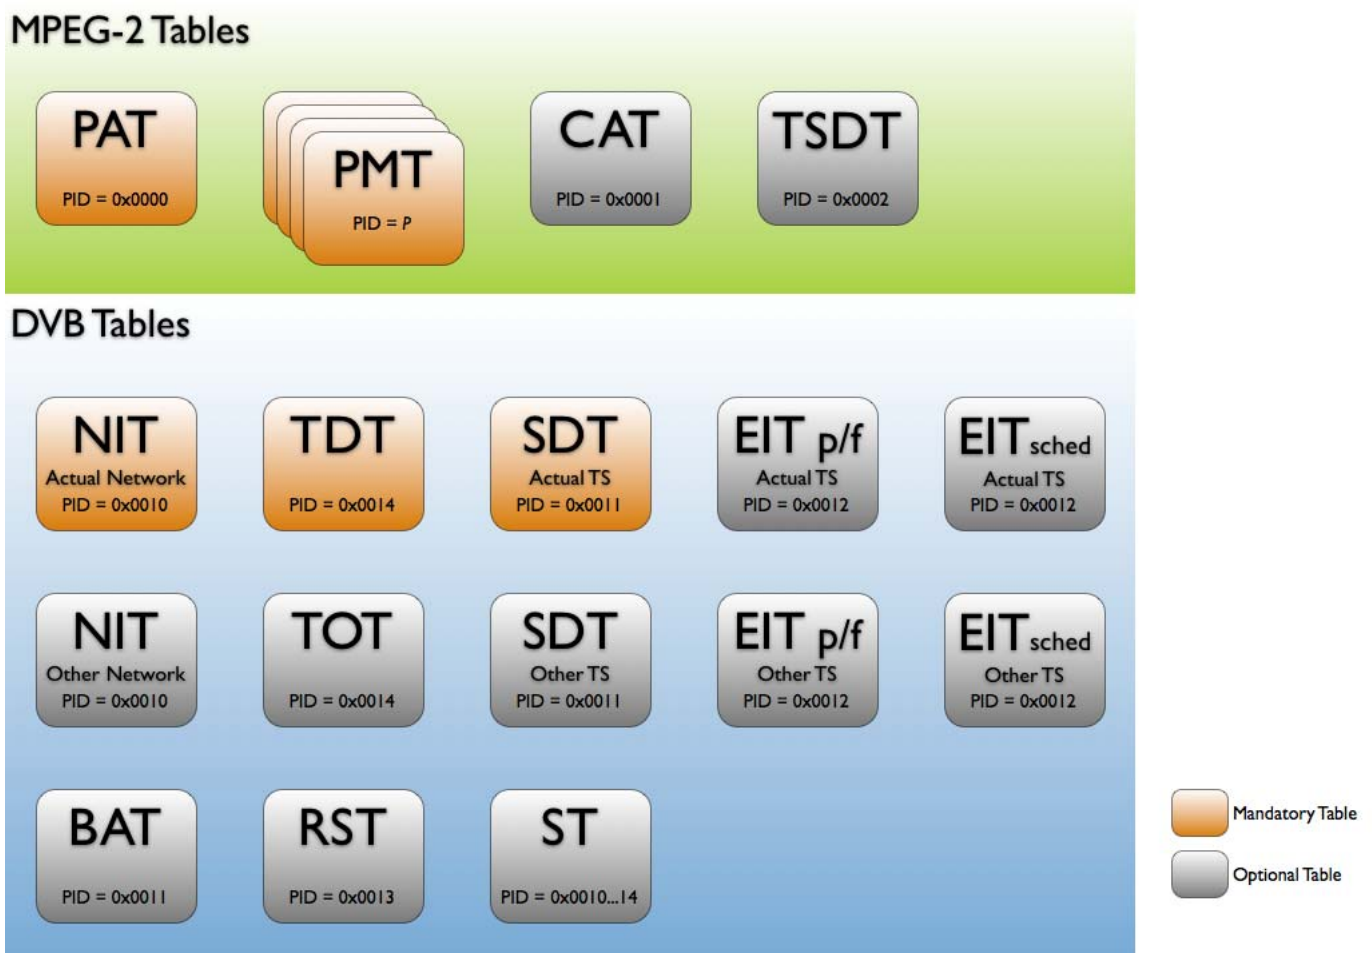 MPEG-2 Tables
PAT
PID = 0x0000
PMT
PID = P
CAT
PID = 0x0001
TSDT
PID = 0x0002
DVB Tables
NIT
Actual Network
PID = 0x0010
TDT
PID = 0x0014
SDT
Actual TS
PID = 0x0011
EIT p/f
Actual TS
PID = 0x0012
EIT sched
Actual TS
PID = 0x0012
NIT
Other Network
PID = 0x0010
TOT
PID = 0x0014
SDT
Other TS
PID = 0x0011
EIT p/f
Other TS
PID = 0x0012
EIT sched
Other TS
PID = 0x0012
BAT
PID = 0x0011
RST
PID = 0x0013
ST
PID = 0x0010...14
Mandatory Table
Optional Table